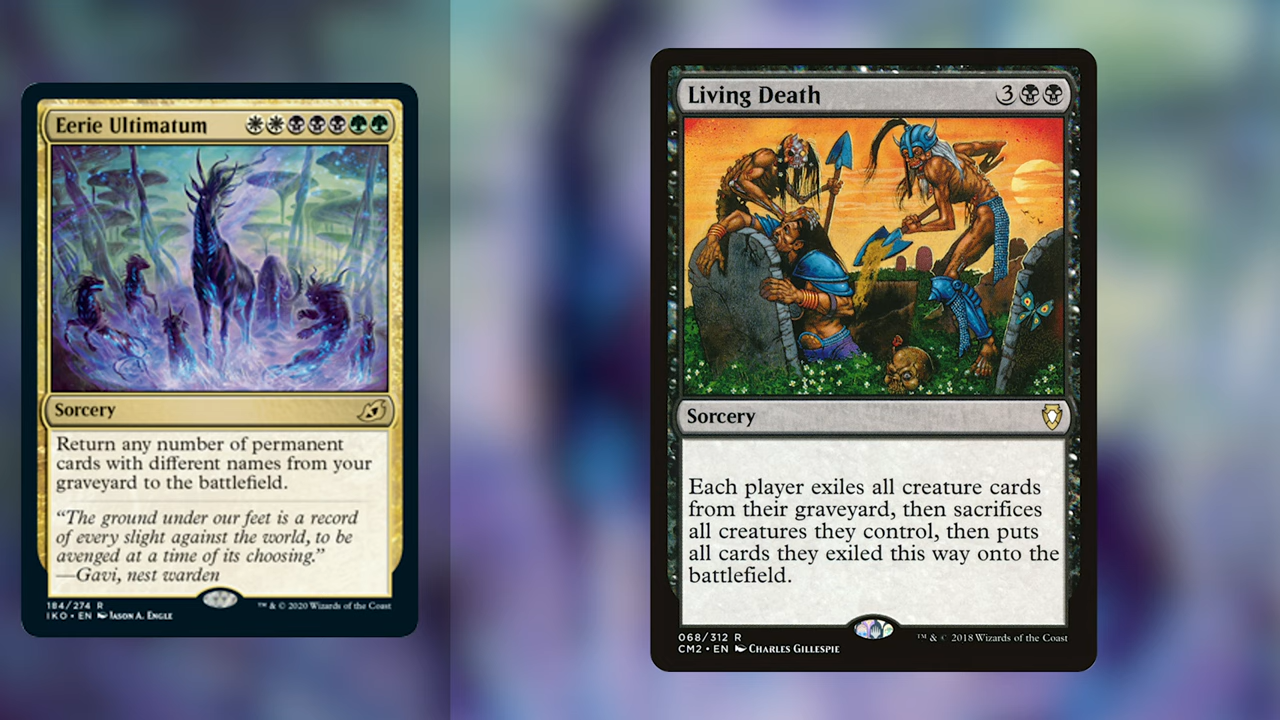 Eerie Ultimatum
Sorcery
Return any number of permanent
cards with different names from your
graveyard to the battlefield.
“The ground under our feet is a record
of every slight against the world, to be
avenged at a time of its choosing.”
—Gavi, nest warden
184/274 R
IKO • EN Jason A. Engle
™ & © 2020 Wizards of the Coast
Living Death
3
Sorcery
Each player exiles all creature cards
from their graveyard, then sacrifices
all creatures they control, then puts
all cards they exiled this way onto the
battlefield.
068/312 R
CM2 • EN Charles Gillespie
™ & © 2018 Wizards of the Coast